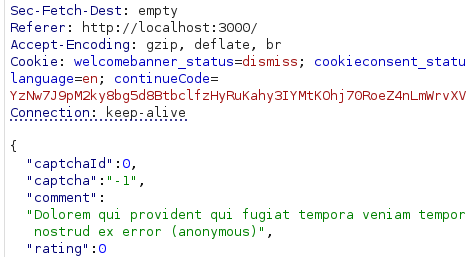 Sec-Fetch-Dest: empty
Referer: http://localhost:3000/
Accept-Encoding: gzip, deflate, br
Cookie: welcomebanner_status=dismiss; cookieconsent_statu
language=en; continueCode=
YzNw7J9pM2ky8bg5d8BtbclfzHyRuKahy3IYMtKOhj70RoeZ4nLmWrvXV
Connection: keep-alive
{
"captchaId":0,
"captcha":"-1",
"comment":
"Dolorem qui provident qui fugiat tempora veniam tempor
nostrud ex error (anonymous)",
"rating":0